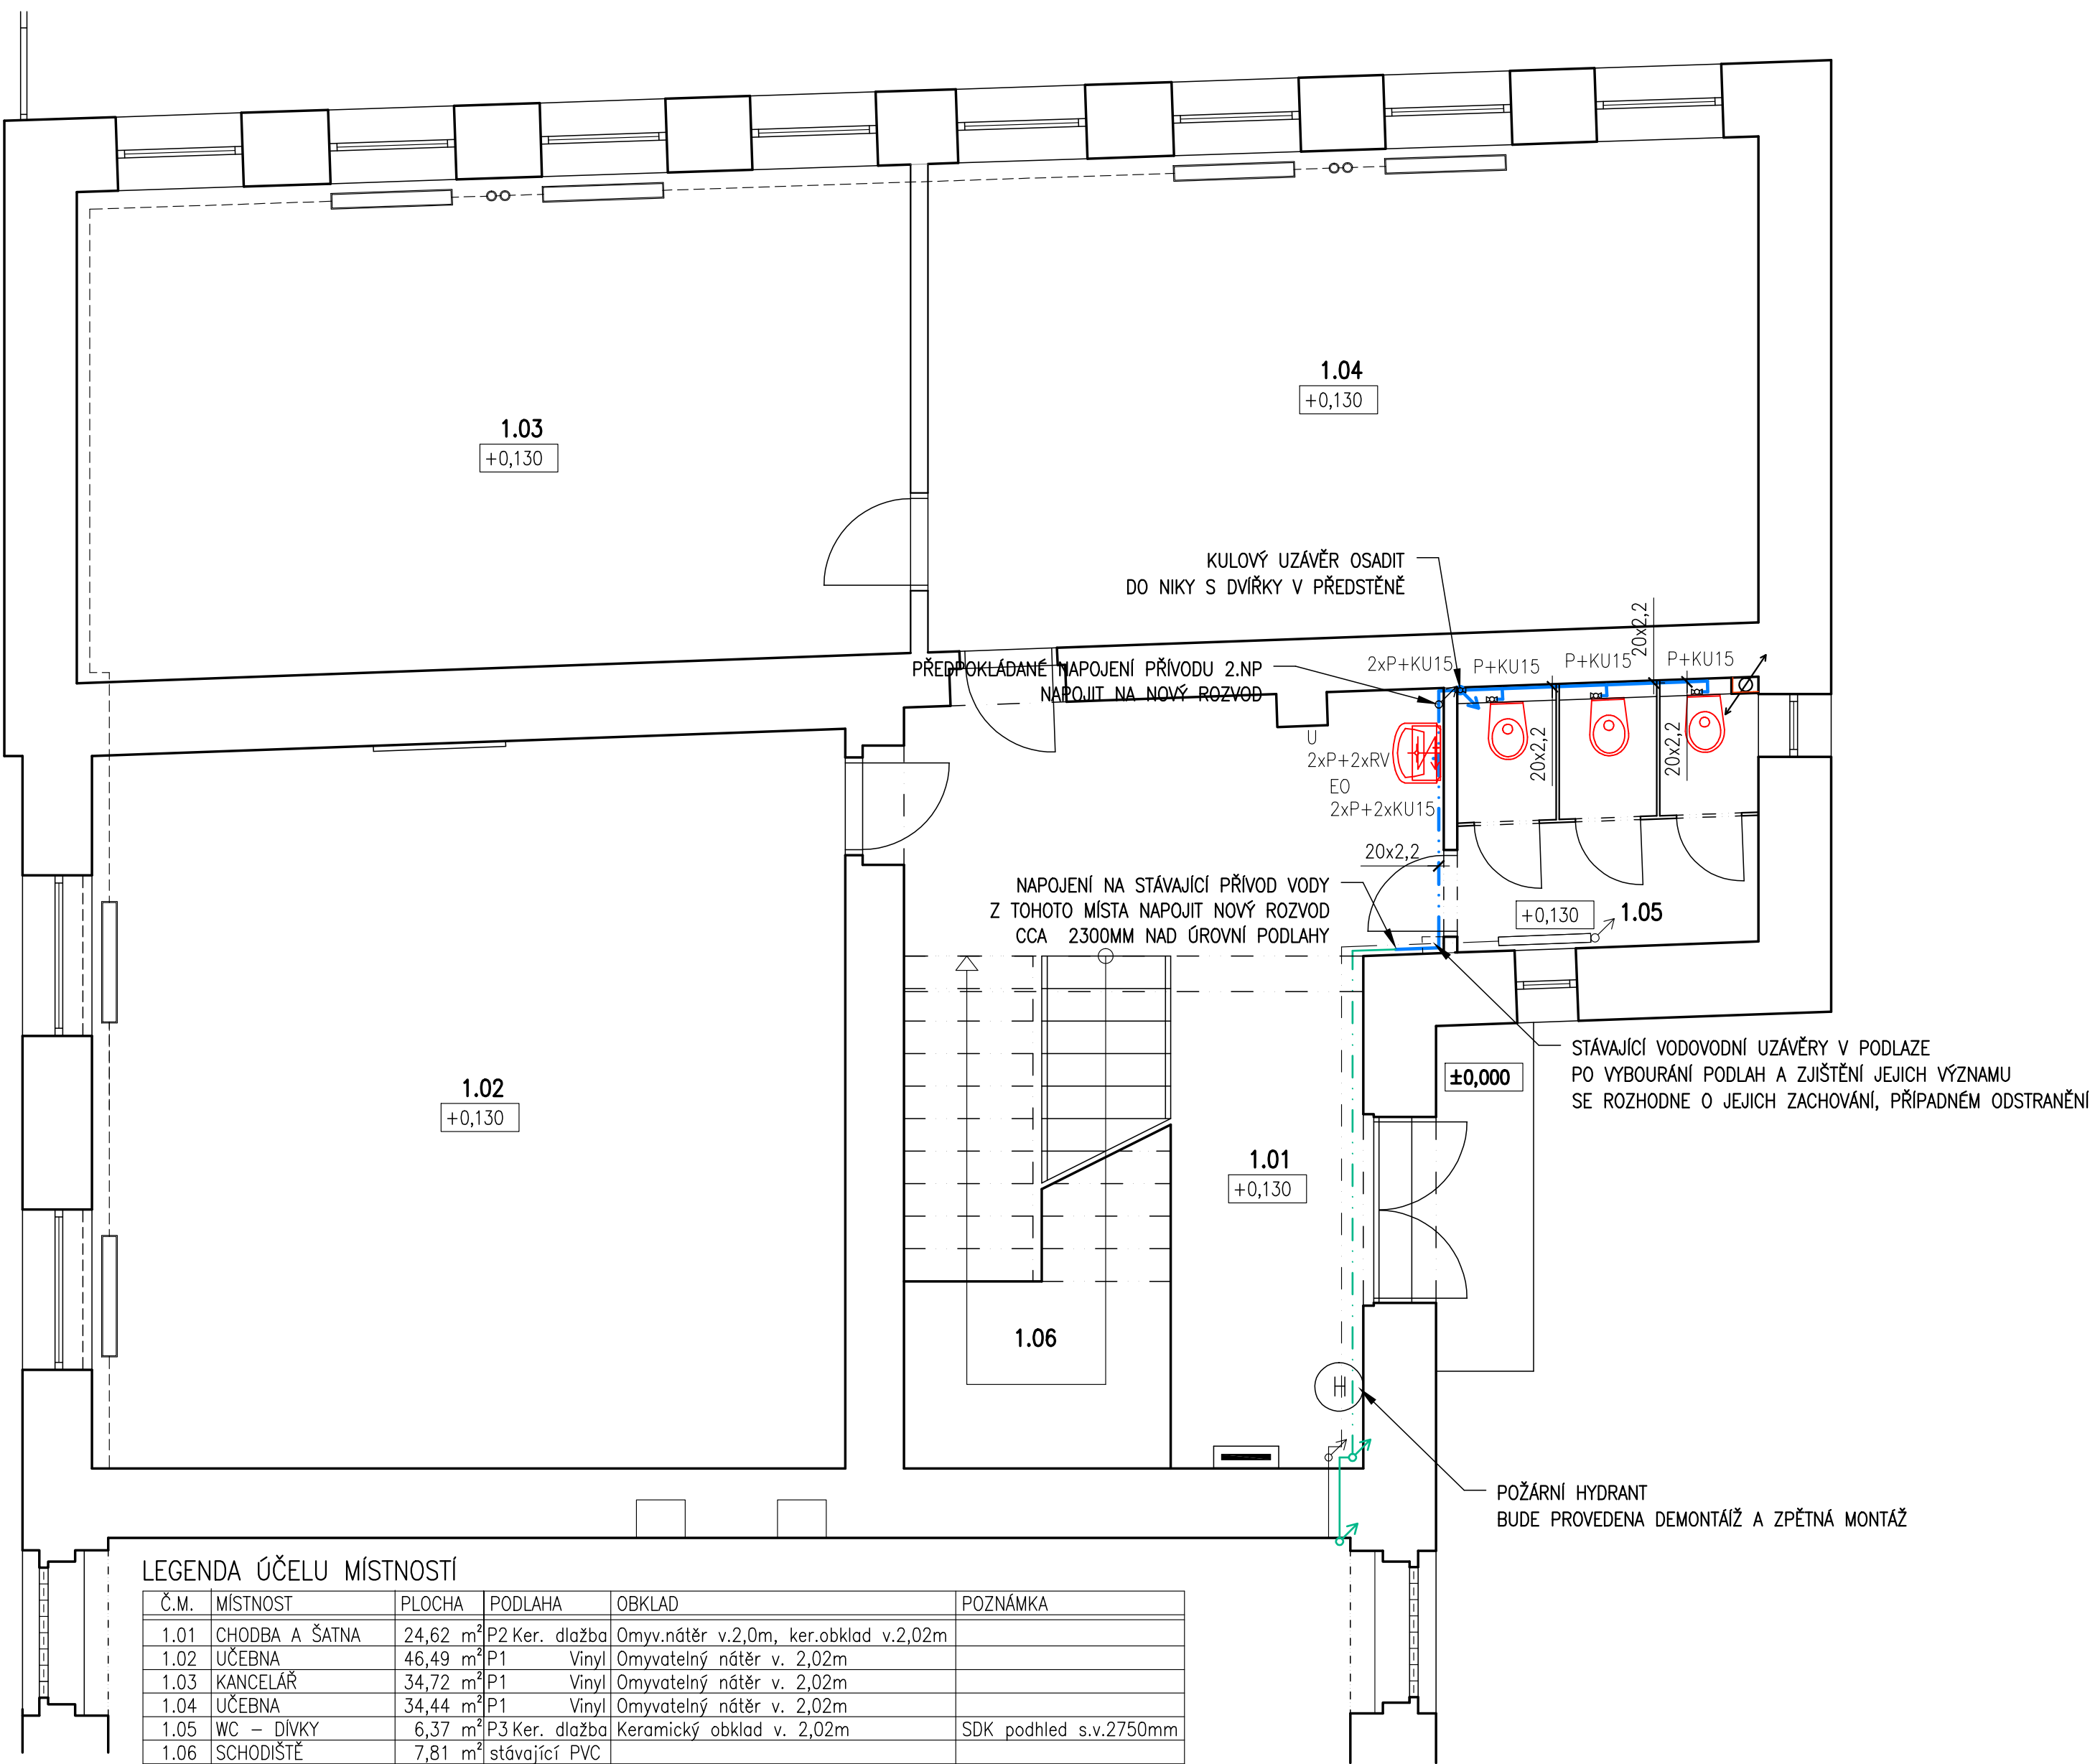 1.04
+0,130
1.03
+0,130
KULOVÝ UZÁVĚR OSADIT
DO NIKY S DVÍŘKY V PŘEDSTĚNĚ
20x2,2
PŘEDPOKLÁDANÉ NAPOJENÍ PŘÍVODU 2.NP
NAPOJIT NA NOVÝ ROZVOD
2xP+KU15
P+KU15
P+KU15
P+KU15
U
2xP+2xRV
EO
2xP+2xKU15
20x2,2
20x2,2
20x2,2
NAPOJENÍ NA STÁVAJÍCÍ PŘÍVOD VODY
Z TOHOTO MÍSTA NAPOJIT NOVÝ ROZVOD
CCA 2300MM NAD ÚROVNÍ PODLAHY
+0,130
1.05
STÁVAJÍCÍ VODOVODNÍ UZÁVĚRY V PODLAZE
PO VYBOURÁNÍ PODLAH A ZJIŠTĚNÍ JEJICH VÝZNAMU
SE ROZHODNE O JEJICH ZACHOVÁNÍ, PŘÍPADNÉM ODSTRANĚNÍ
±0,000
1.02
+0,130
1.01
+0,130
1.06
H
POŽÁRNÍ HYDRANT
BUDE PROVEDENA DEMONTÁÍŽ A ZPĚTNÁ MONTÁŽ
LEGENDA ÚČELU MÍSTNOSTÍ
Č.M. MÍSTNOST PLOCHA PODLAHA OBKLAD POZNÁMKA
1.01 CHODBA A ŠATNA 24,62 m² P2 Ker. dlažba Omyv.nátěr v.2,0m, ker.obklad v.2,02m
1.02 UČEBNA 46,49 m² P1 Vinyl Omyvatelný nátěr v. 2,02m
1.03 KANCELÁŘ 34,72 m² P1 Vinyl Omyvatelný nátěr v. 2,02m
1.04 UČEBNA 34,44 m² P1 Vinyl Omyvatelný nátěr v. 2,02m
1.05 WC – DÍVKY 6,37 m² P3 Ker. dlažba Keramický obklad v. 2,02m SDK podhled s.v.2750mm
1.06 SCHODIŠTĚ 7,81 m² stávající PVC